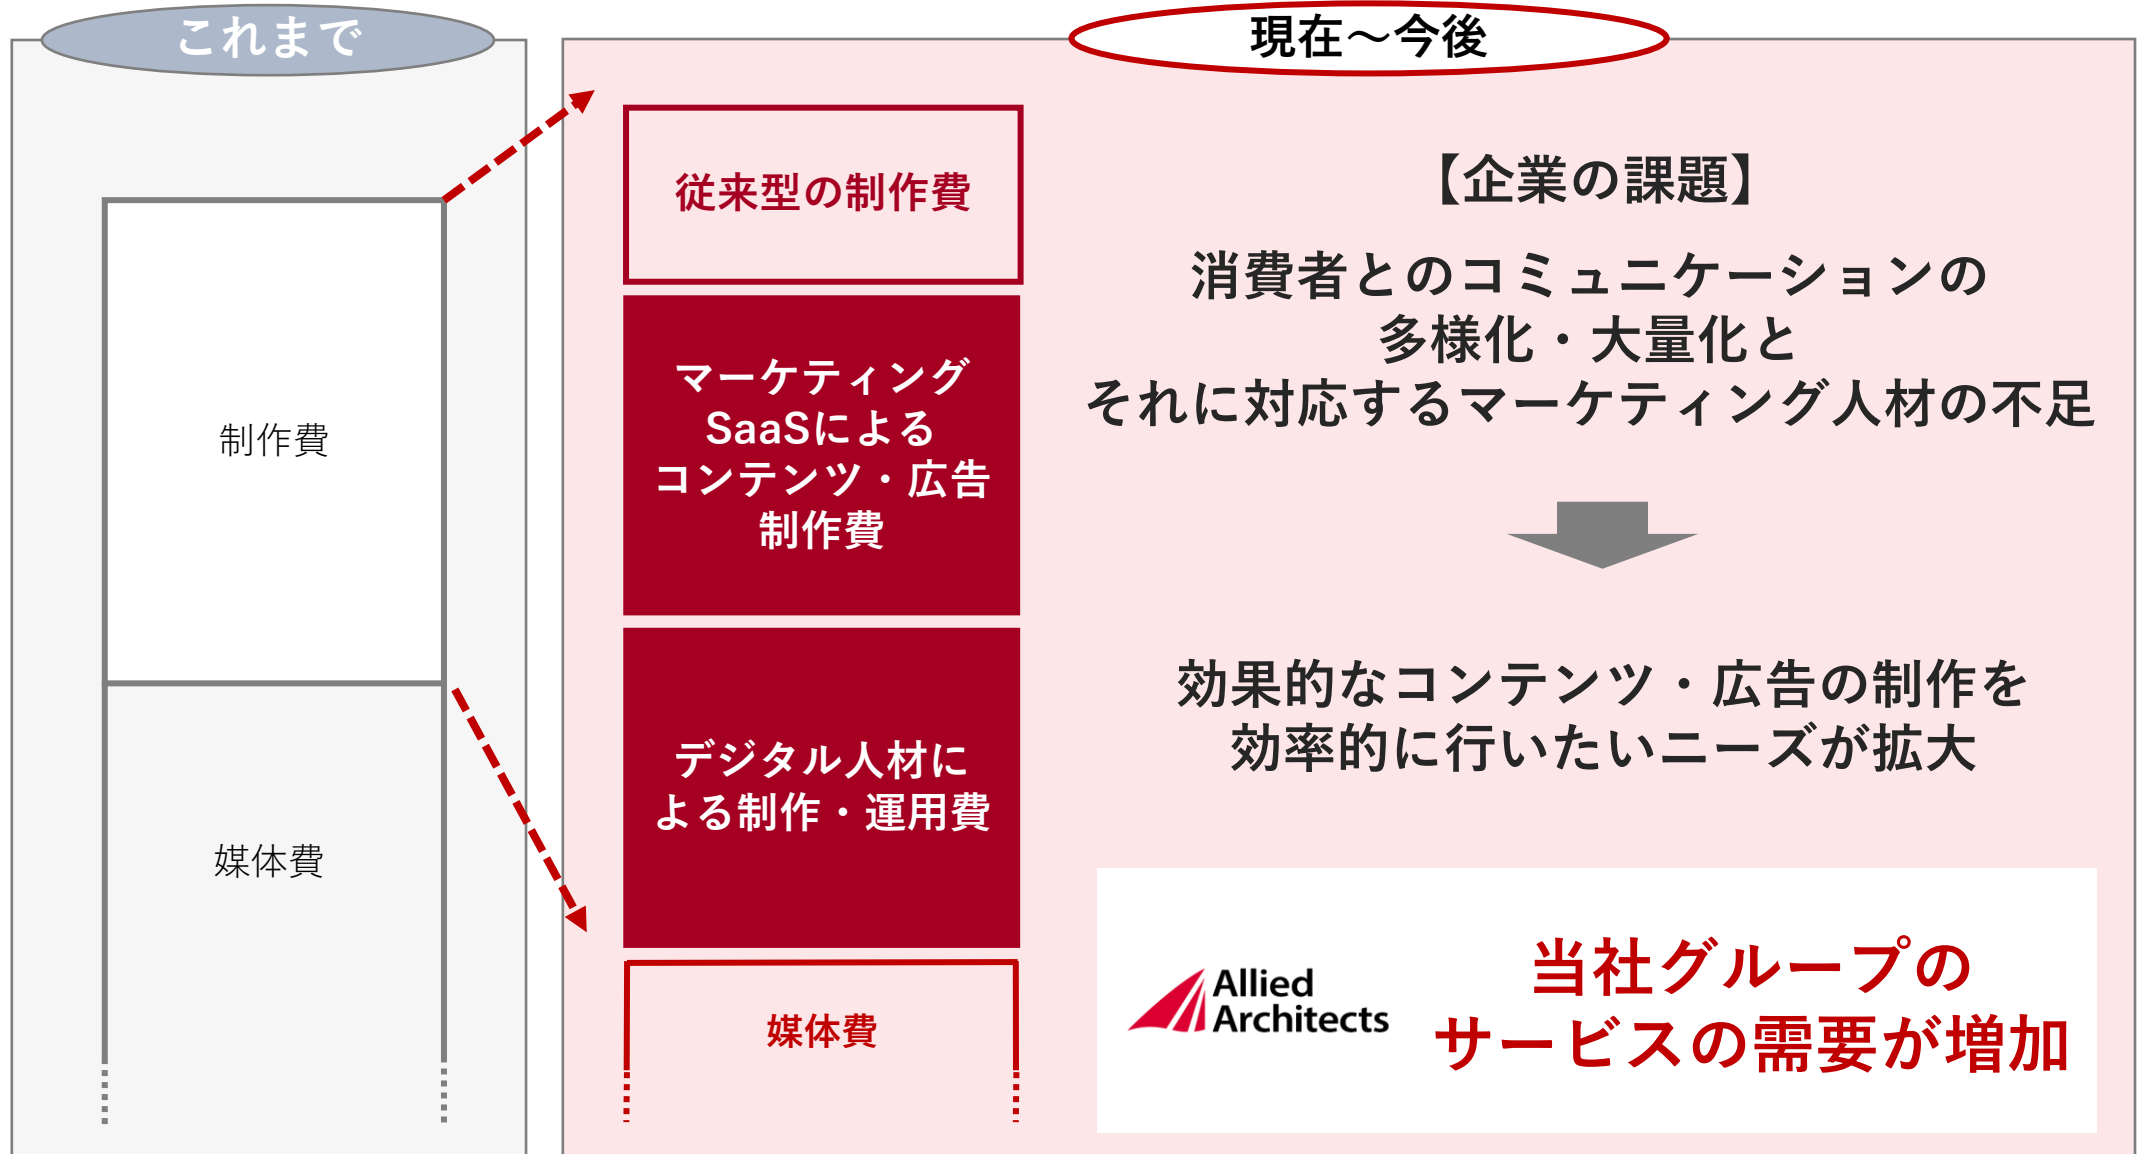 これまで
制作費
媒体費
現在～今後
従来型の制作費
マーケティング
SaaSによる
コンテンツ・広告
制作費
デジタル人材に
よる制作・運用費
媒体費
【企業の課題】
消費者とのコミュニケーションの
多様化・大量化と
それに対応するマーケティング人材の不足
効果的なコンテンツ・広告の制作を
効率的に行いたいニーズが拡大
Allied
Architects
当社グループの
サービスの需要が増加